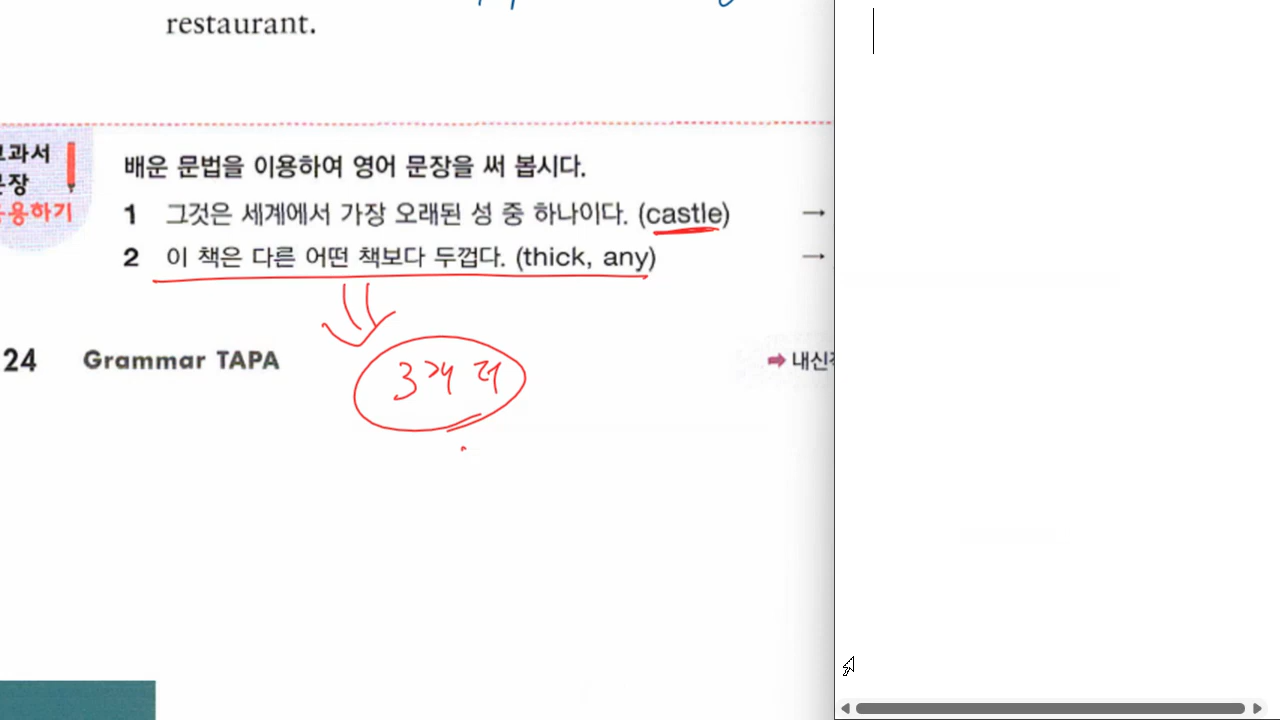 restaurant.
배운 문법을 이용하여 영어 문장을 써 봅시다.
1 그것은 세계에서 가장 오래된 성 중 하나이다. (castle) →
2 이 책은 다른 어떤 책보다 두껍다. (thick, any) →
과서
문장
용하기
3개 더
24 Grammar TAPA
➡ 내신